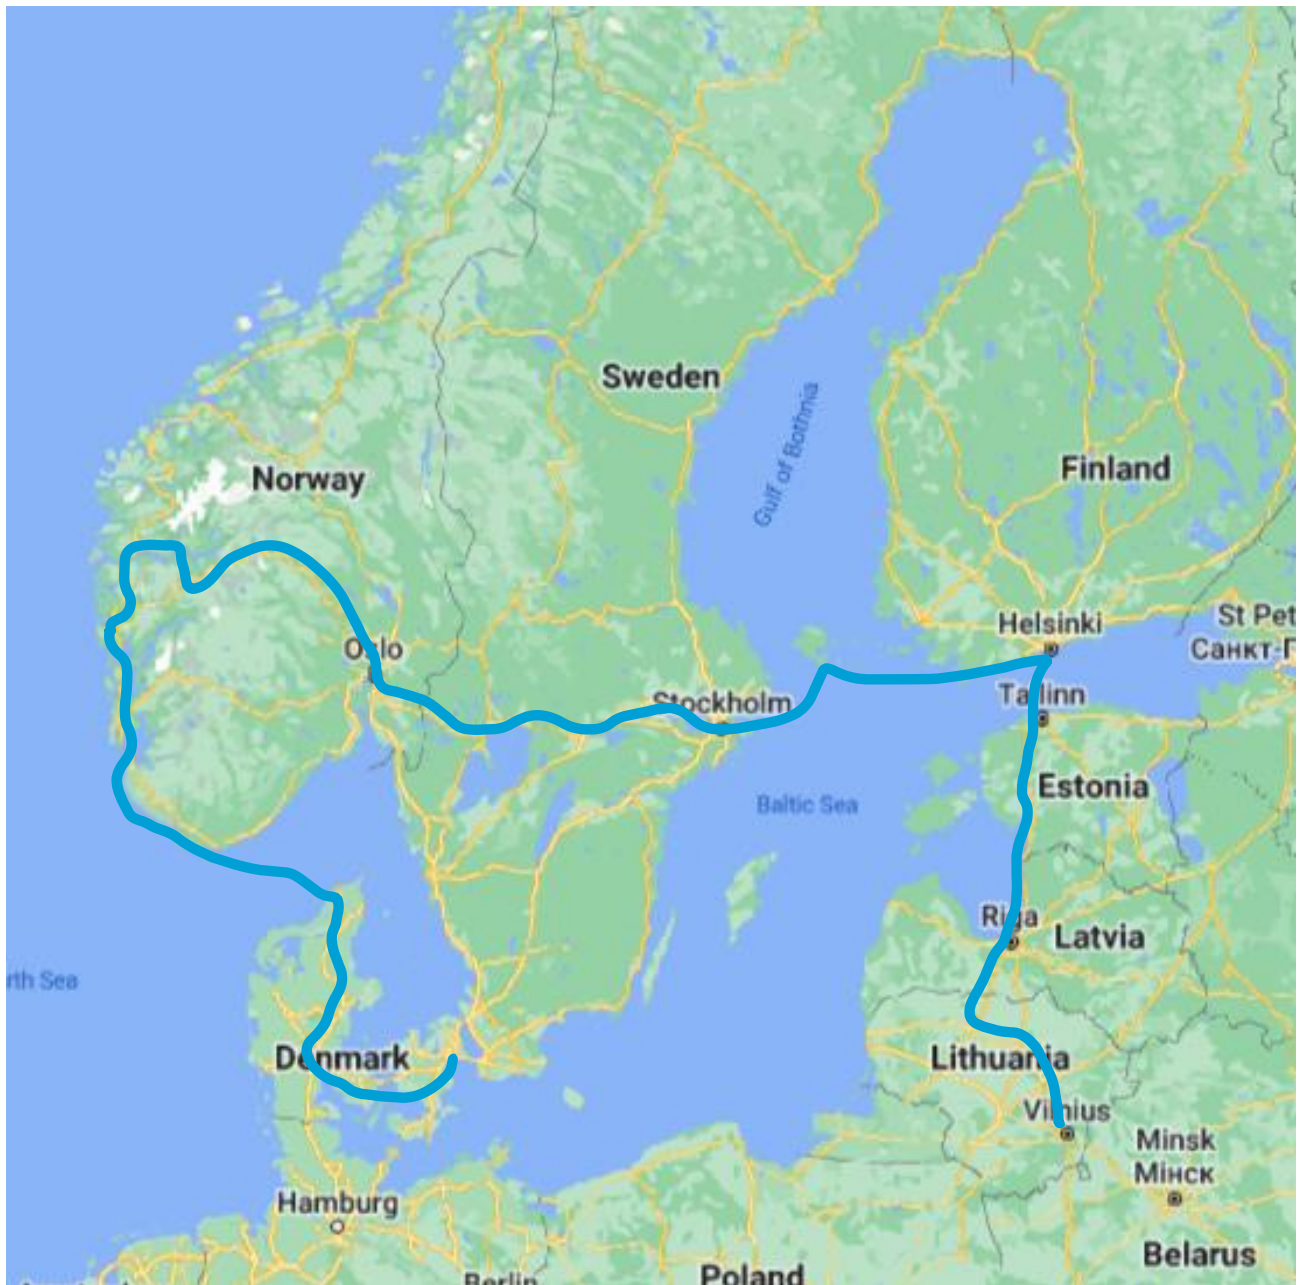 Sweden
Gulf of Bothnia
Norway
Finland
Helsinki
St Pet
Санкт-П
Oslo
Tallinn
Stockholm
Estonia
Baltic Sea
Riga
Latvia
rth Sea
Denmark
Lithuania
Vilnius
Minsk
Мінск
Hamburg
Belarus
Berlin
Poland